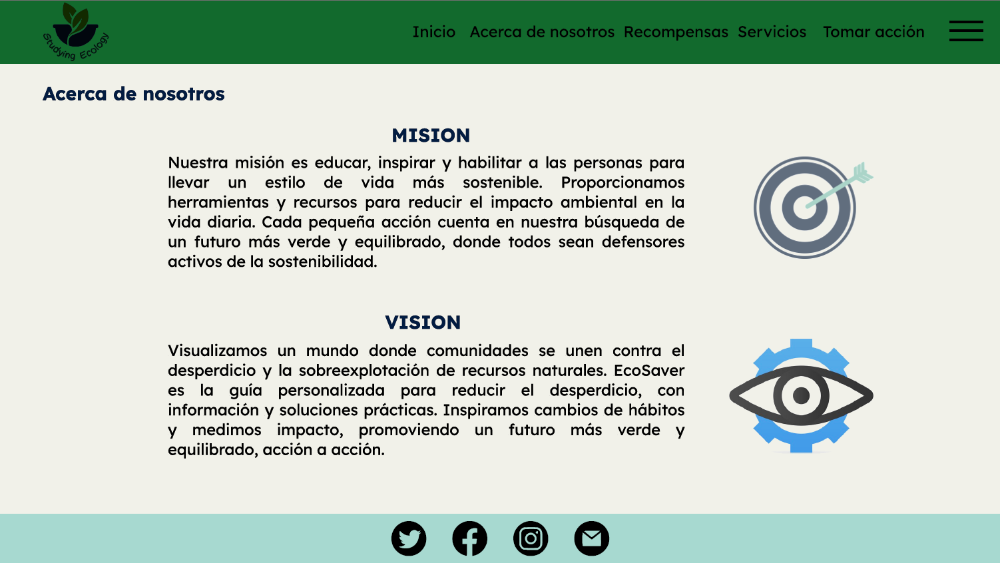 Studying Ecology
Inicio Acerca de nosotros Recompensas Servicios Tomar acción
Acerca de nosotros
MISION
Nuestra misión es educar, inspirar y habilitar a las personas para
llevar un estilo de vida más sostenible. Proporcionamos
herramientas y recursos para reducir el impacto ambiental en la
vida diaria. Cada pequeña acción cuenta en nuestra búsqueda de
un futuro más verde y equilibrado, donde todos sean defensores
activos de la sostenibilidad.
VISION
Visualizamos un mundo donde comunidades se unen contra el
desperdicio y la sobreexplotación de recursos naturales. EcoSaver
es la guía personalizada para reducir el desperdicio, con
información y soluciones prácticas. Inspiramos cambios de hábitos
y medimos impacto, promoviendo un futuro más verde y
equilibrado, acción a acción.